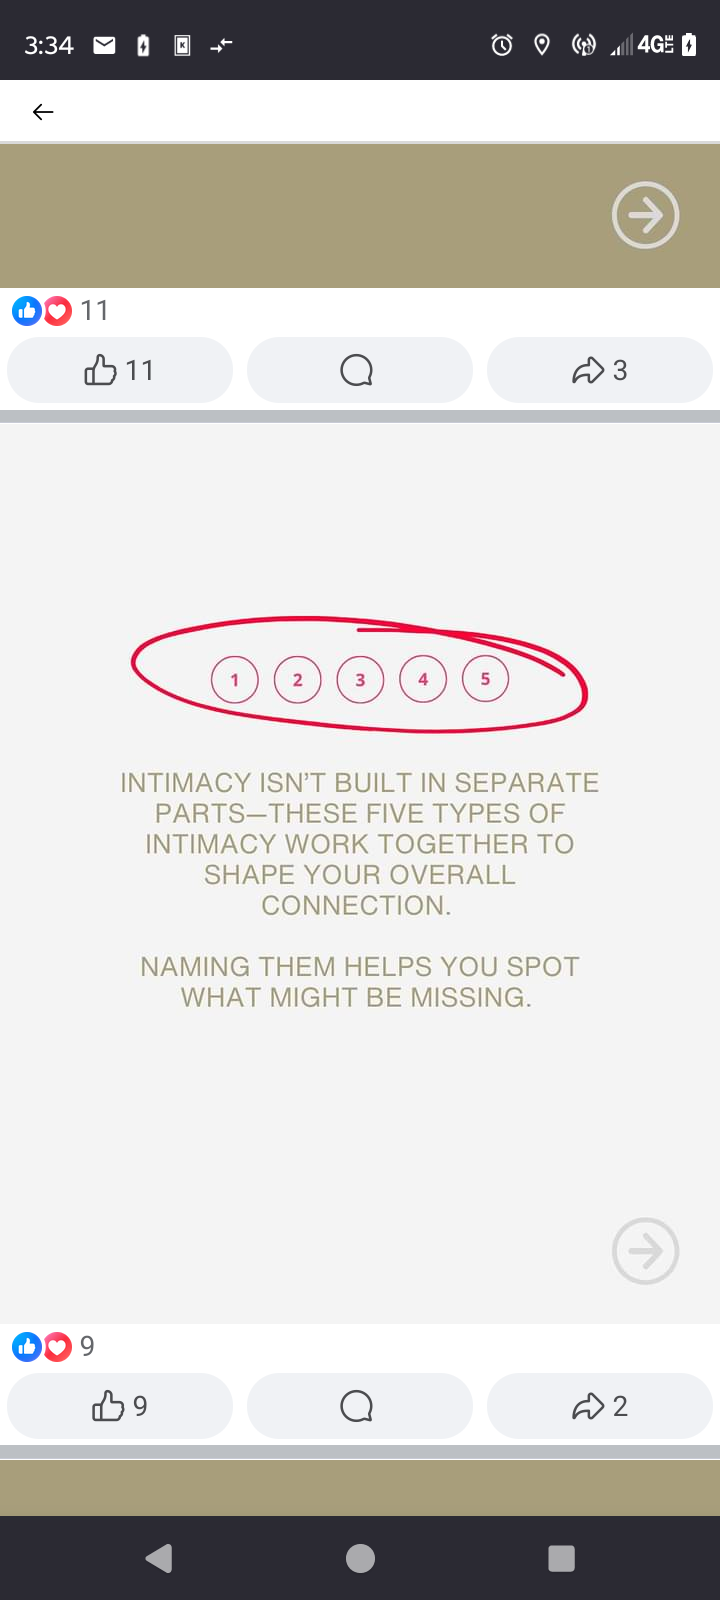 3:34 4G LTE
11
11 3
1 2 3 4 5
INTIMACY ISN’T BUILT IN SEPARATE
PARTS—THESE FIVE TYPES OF
INTIMACY WORK TOGETHER TO
SHAPE YOUR OVERALL
CONNECTION.
NAMING THEM HELPS YOU SPOT
WHAT MIGHT BE MISSING.
9
9 2